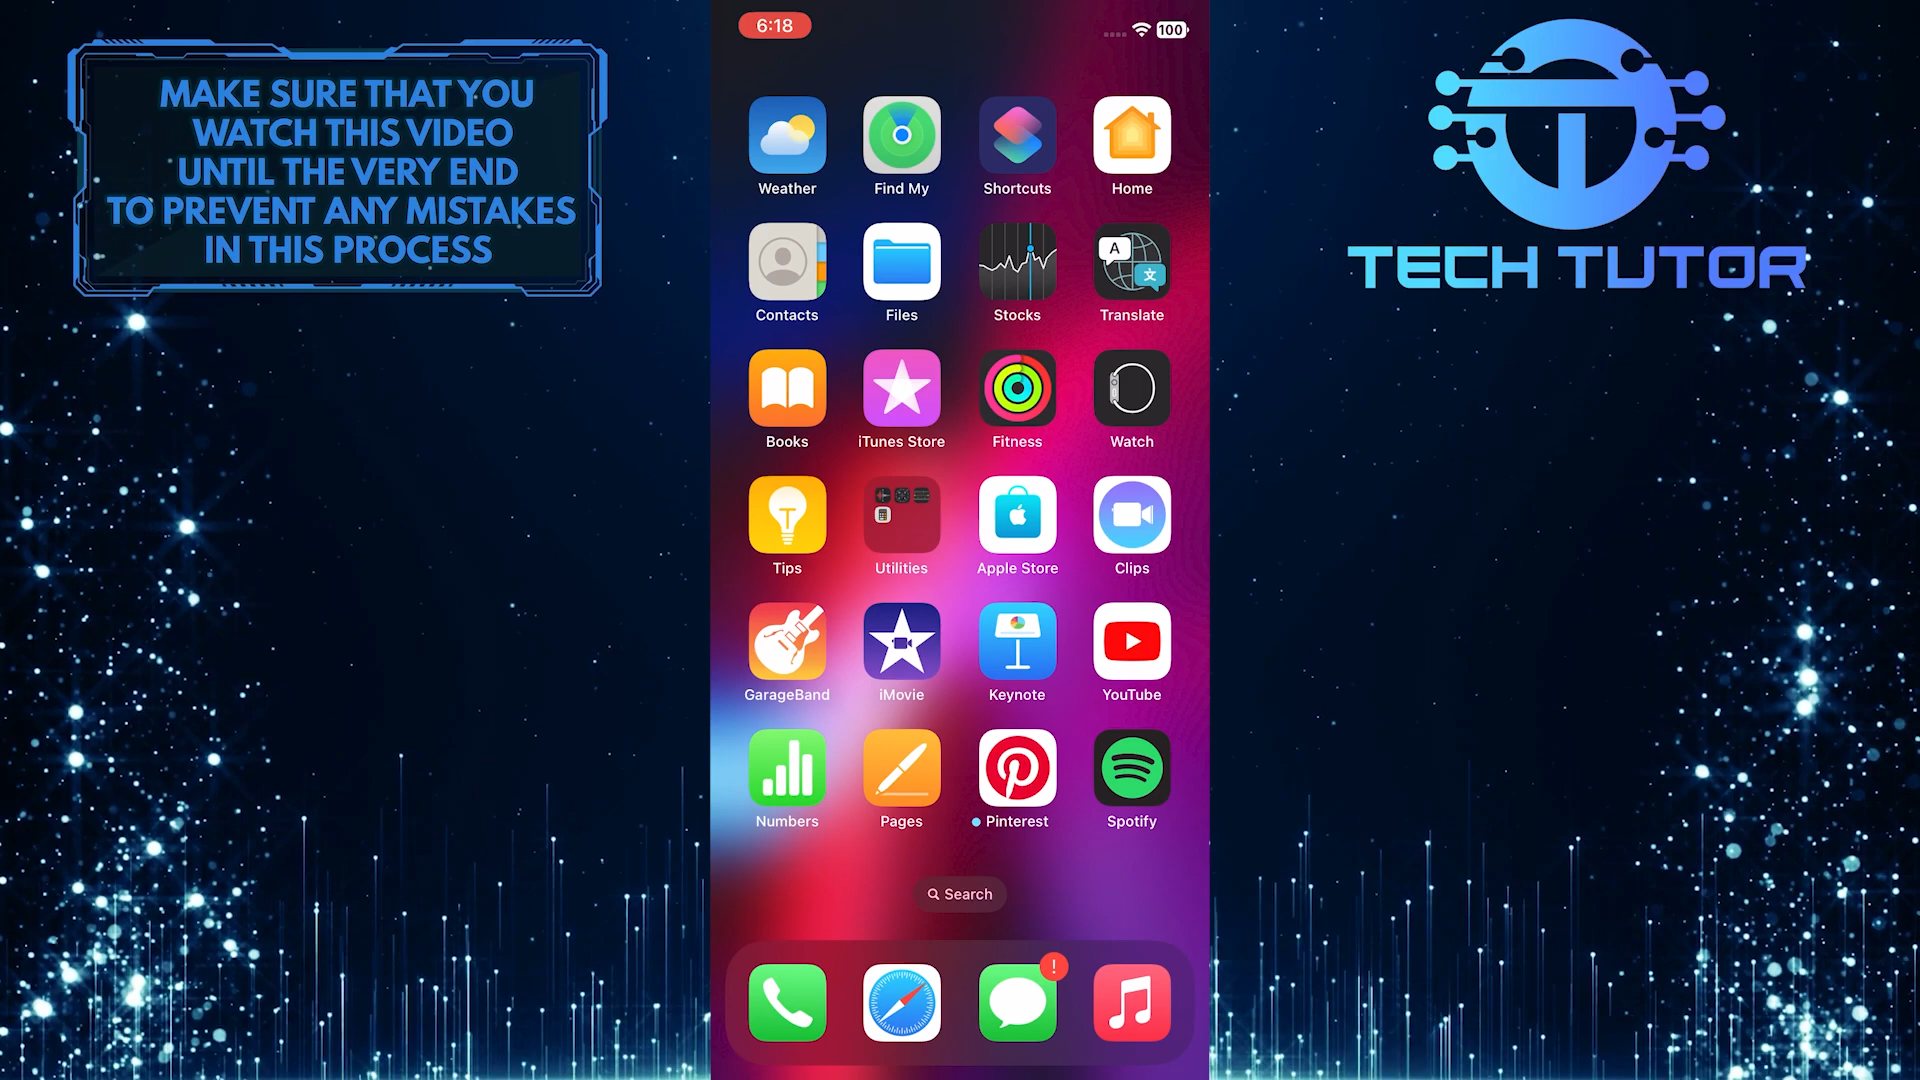 MAKE SURE THAT YOU
WATCH THIS VIDEO
UNTIL THE VERY END
TO PREVENT ANY MISTAKES
IN THIS PROCESS
6:18
100
TECH TUTOR
Weather Find My Shortcuts Home
A
文
Contacts Files Stocks Translate
Books iTunes Store Fitness Watch
Tips Utilities Apple Store Clips
GarageBand iMovie Keynote YouTube
Numbers Pages Pinterest Spotify
Search
!